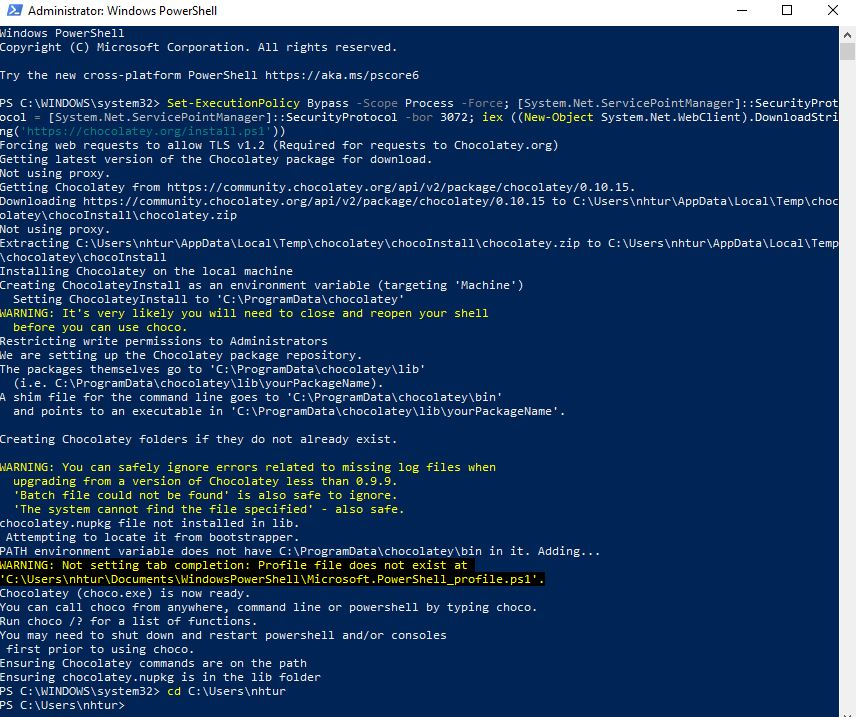 Administrator: Windows PowerShell
Windows PowerShell
Copyright (C) Microsoft Corporation. All rights reserved.
Try the new cross-platform PowerShell https://aka.ms/pscore6
PS C:\WINDOWS\system32> Set-ExecutionPolicy Bypass -Scope Process -Force; [System.Net.ServicePointManager]::SecurityProt
ocol = [System.Net.ServicePointManager]::SecurityProtocol -bor 3072; iex ((New-Object System.Net.WebClient).DownloadStri
ng('https://chocolatey.org/install.ps1'))
Forcing web requests to allow TLS v1.2 (Required for requests to Chocolatey.org)
Getting latest version of the Chocolatey package for download.
Not using proxy.
Getting Chocolatey from https://community.chocolatey.org/api/v2/package/chocolatey/0.10.15.
Downloading https://community.chocolatey.org/api/v2/package/chocolatey/0.10.15 to C:\Users\nhtur\AppData\Local\Temp\choc
olatey\chocoInstall\chocolatey.zip
Not using proxy.
Extracting C:\Users\nhtur\AppData\Local\Temp\chocolatey\chocoInstall\chocolatey.zip to C:\Users\nhtur\AppData\Local\Temp
\chocolatey\chocoInstall
Installing Chocolatey on the local machine
Creating ChocolateyInstall as an environment variable (targeting 'Machine')
  Setting ChocolateyInstall to 'C:\ProgramData\chocolatey'
WARNING: It's very likely you will need to close and reopen your shell
  before you can use choco.
Restricting write permissions to Administrators
We are setting up the Chocolatey package repository.
The packages themselves go to 'C:\ProgramData\chocolatey\lib'
  (i.e. C:\ProgramData\chocolatey\lib\yourPackageName).
A shim file for the command line goes to 'C:\ProgramData\chocolatey\bin'
  and points to an executable in 'C:\ProgramData\chocolatey\lib\yourPackageName'.
Creating Chocolatey folders if they do not already exist.
WARNING: You can safely ignore errors related to missing log files when
  upgrading from a version of Chocolatey less than 0.9.9.
  'Batch file could not be found' is also safe to ignore.
  'The system cannot find the file specified' - also safe.
chocolatey.nupkg file not installed in lib.
 Attempting to locate it from bootstrapper.
PATH environment variable does not have C:\ProgramData\chocolatey\bin in it. Adding...
WARNING: Not setting tab completion: Profile file does not exist at
'C:\Users\nhtur\Documents\WindowsPowerShell\Microsoft.PowerShell_profile.ps1'.
Chocolatey (choco.exe) is now ready.
You can call choco from anywhere, command line or powershell by typing choco.
Run choco /? for a list of functions.
You may need to shut down and restart powershell and/or consoles
 first prior to using choco.
Ensuring Chocolatey commands are on the path
Ensuring chocolatey.nupkg is in the lib folder
PS C:\WINDOWS\system32> cd C:\Users\nhtur
PS C:\Users\nhtur>